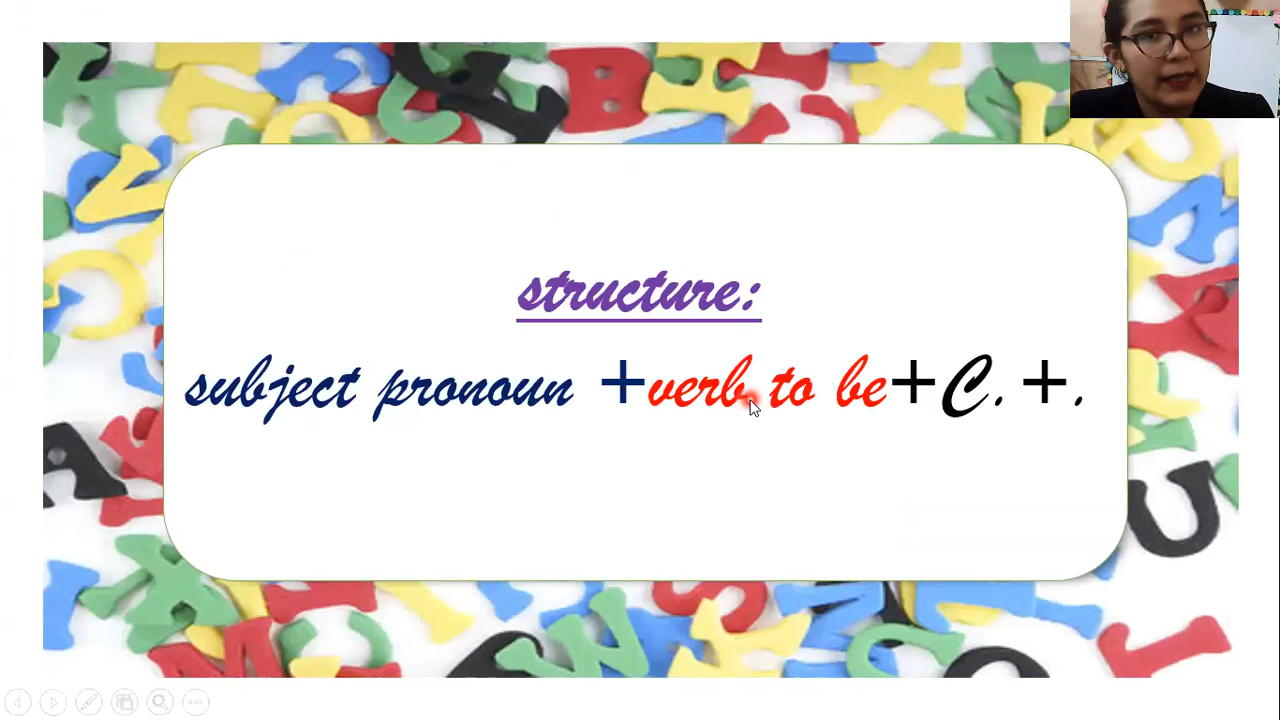 structure:
subject pronoun +verb to be+C. +.